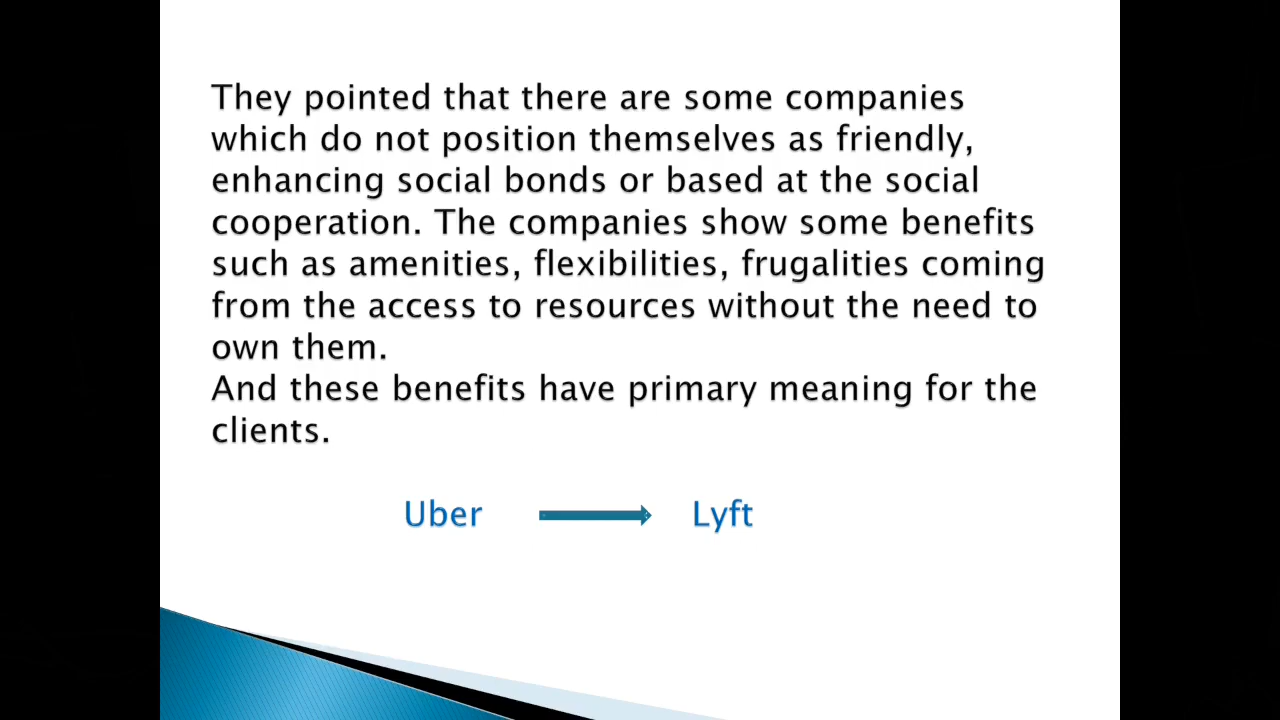 They pointed that there are some companies
which do not position themselves as friendly,
enhancing social bonds or based at the social
cooperation. The companies show some benefits
such as amenities, flexibilities, frugalities coming
from the access to resources without the need to
own them.
And these benefits have primary meaning for the
clients.
Uber Lyft